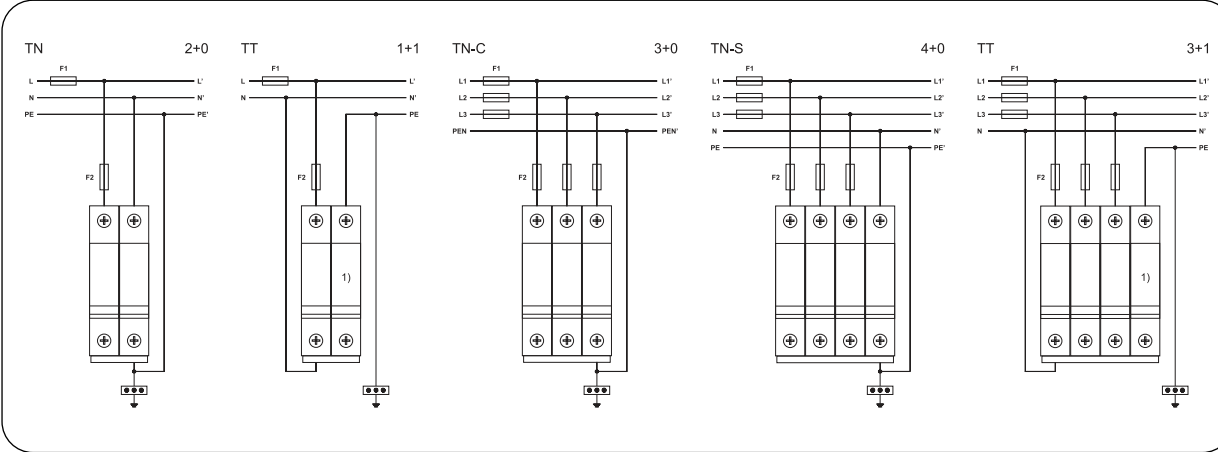 TN 2+0
F1
L L'
N N'
PE PE'
F2
TT 1+1
F1
L L'
N N'
PE
F2
1)
TN-C 3+0
F1
L1 L1'
L2 L2'
L3 L3'
PEN PEN'
F2
TN-S 4+0
F1
L1 L1'
L2 L2'
L3 L3'
N N'
PE PE'
F2
TT 3+1
F1
L1 L1'
L2 L2'
L3 L3'
N N'
PE
F2
1)